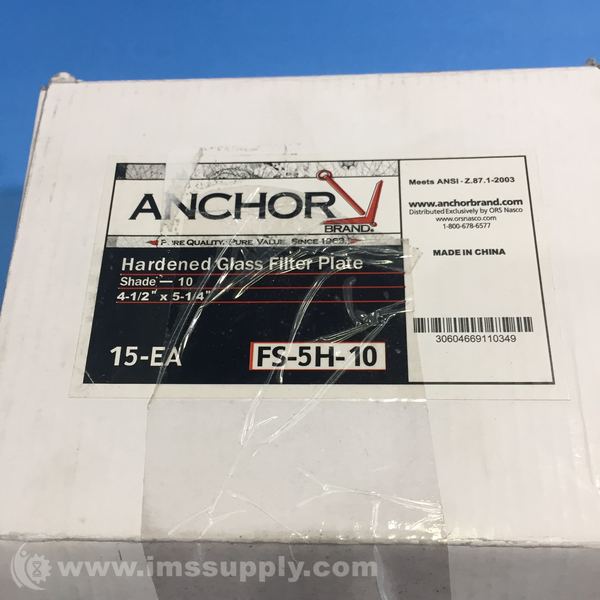 ANCHOR
BRAND®
PURE QUALITY. PURE VALUE. SINCE 1962.
Hardened Glass Filter Plate
Shade — 10
4-1/2" x 5-1/4"
15-EA
FS-5H-10
Meets ANSI - Z.87.1-2003
www.anchorbrand.com
Distributed Exclusively by ORS Nasco
www.orsnasco.com
1-800-678-6577
MADE IN CHINA
30604669110349
www.imssupply.com